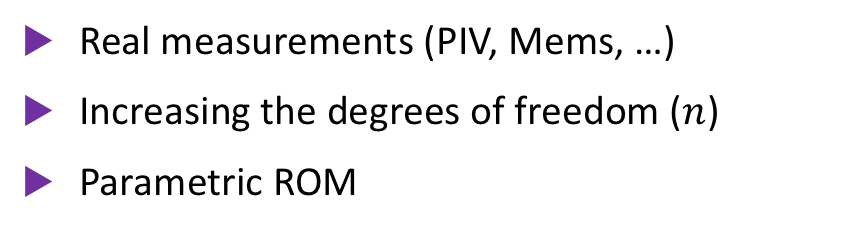 Real measurements (PIV, Mems, ...)
Increasing the degrees of freedom (n)
Parametric ROM